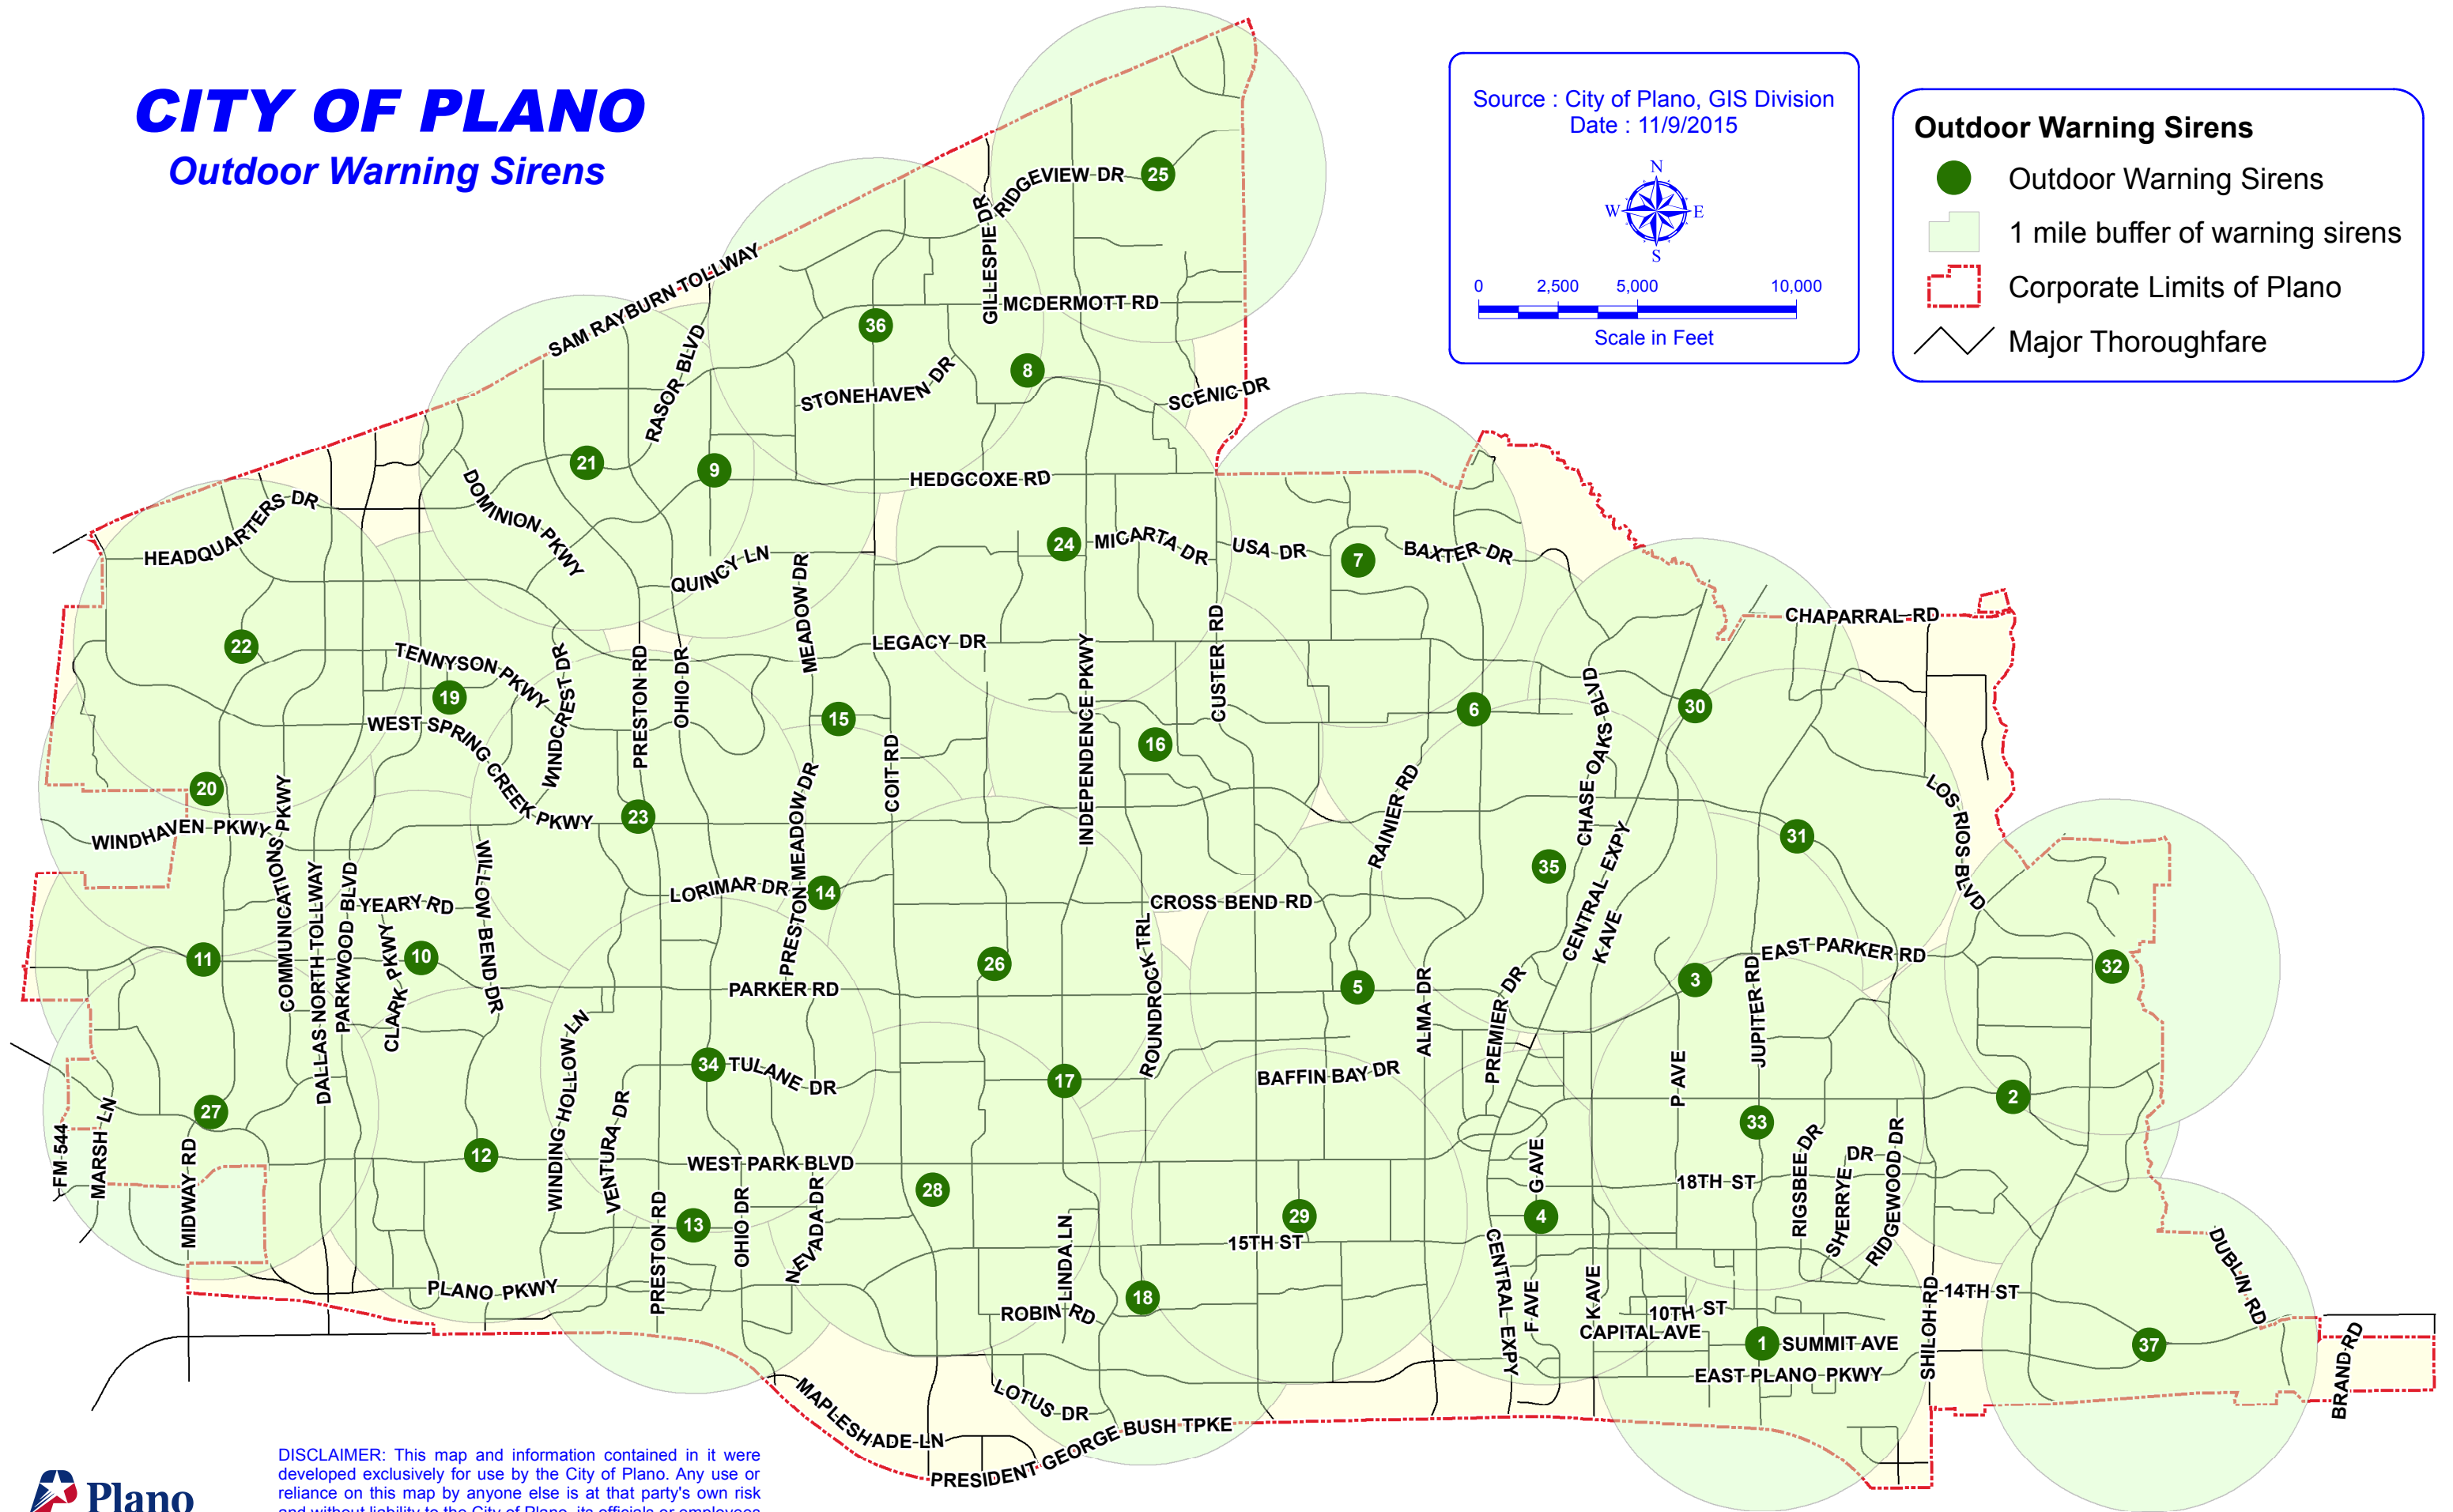 CITY OF PLANO
Outdoor Warning Sirens
Source : City of Plano, GIS Division
Date : 11/9/2015
N
W E
S
0 2,500 5,000 10,000
Scale in Feet
Outdoor Warning Sirens
Outdoor Warning Sirens
1 mile buffer of warning sirens
Corporate Limits of Plano
Major Thoroughfare
25
RIDGEVIEW DR
GILLESPIE DR
SAM RAYBURN TOLLWAY
MCDERMOTT RD
36
8
RASOR BLVD
STONEHAVEN DR
SCENIC DR
21
9
HEDGCOXE RD
HEADQUARTERS DR
DOMINION PKWY
24
MICARTA DR
USA DR
7
BAXTER DR
QUINCY LN
MEADOW DR
CHAPARRAL RD
22
TENNYSON PKWY
LEGACY DR
CUSTER RD
19
WINDCREST DR
PRESTON RD
OHIO DR
15
INDEPENDENCE PKWY
6
30
CHASE OAKS BLVD
WEST SPRING CREEK PKWY
16
COIT RD
20
23
WINDHAVEN PKWY
COMMUNICATIONS PKWY
RAINIER RD
31
LOS RIOS BLVD
35
CENTRAL EXPY
K AVE
DALLAS NORTH TOLLWAY
PARKWOOD BLVD
YEARY RD
WILLOW BEND DR
LORIMAR DR
PRESTON MEADOW DR
14
CROSS BEND RD
11
10
CLARK PKWY
26
ROUNDROCK TRL
EAST PARKER RD
32
3
PARKER RD
5
ALMA DR
PREMIER DR
JUPITER RD
WINDING HOLLOW LN
34
TULANE DR
17
BAFFIN BAY DR
P AVE
2
27
33
FM 544
MARSH LN
MIDWAY RD
VENTURA DR
12
WEST PARK BLVD
G AVE
RIGSBEE DR
SHERRYE DR
RIDGEWOOD DR
18TH ST
28
13
PRESTON RD
OHIO DR
NEVADA DR
LINDA LN
29
4
15TH ST
CENTRAL EXPY
DUBLIN RD
PLANO PKWY
18
ROBIN RD
F AVE
K AVE
10TH ST
SHILOH RD
14TH ST
CAPITAL AVE
1
SUMMIT AVE
37
BRAND RD
EAST PLANO PKWY
MAPLESHADE LN
LOTUS DR
PRESIDENT GEORGE BUSH TPKE
DISCLAIMER: This map and information contained in it were
developed exclusively for use by the City of Plano. Any use or
reliance on this map by anyone else is at that party's own risk
and without liability to the City of Plano, its officials or employees
Plano